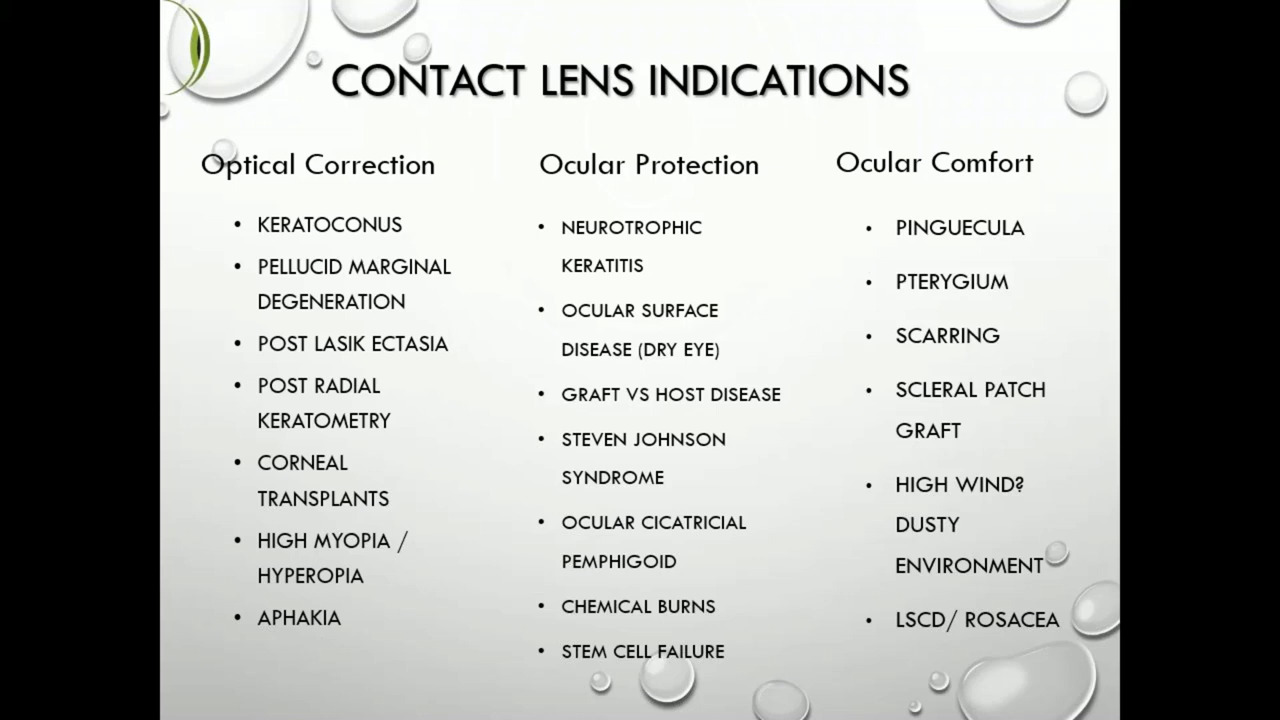 CONTACT LENS INDICATIONS
Optical Correction
• KERATOCONUS
• PELLUCID MARGINAL
DEGENERATION
• POST LASIK ECTASIA
• POST RADIAL
KERATOMETRY
• CORNEAL
TRANSPLANTS
• HIGH MYOPIA /
HYPEROPIA
• APHAKIA
Ocular Protection
• NEUROTROPHIC
KERATITIS
• OCULAR SURFACE
DISEASE (DRY EYE)
• GRAFT VS HOST DISEASE
• STEVEN JOHNSON
SYNDROME
• OCULAR CICATRICIAL
PEMPHIGOID
• CHEMICAL BURNS
• STEM CELL FAILURE
Ocular Comfort
• PINGUECULA
• PTERYGIUM
• SCARRING
• SCLERAL PATCH
GRAFT
• HIGH WIND?
DUSTY
ENVIRONMENT
• LSCD/ ROSACEA